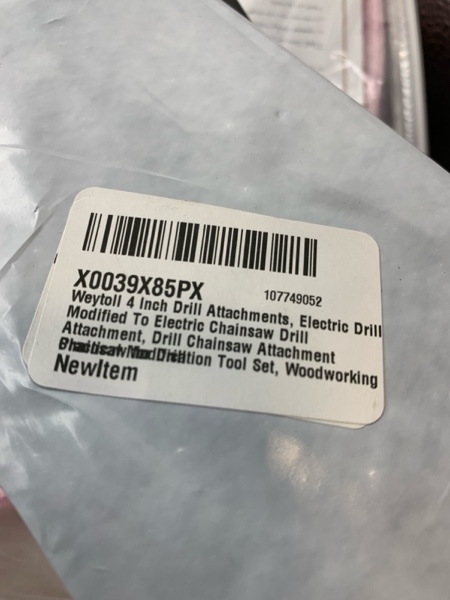 X0039X85PX
107749052
Weytoll 4 Inch Drill Attachments, Electric Drill
Modified To Electric Chainsaw Drill
Attachment, Drill Chainsaw Attachment
Tool Set, Woodworking
NewItem